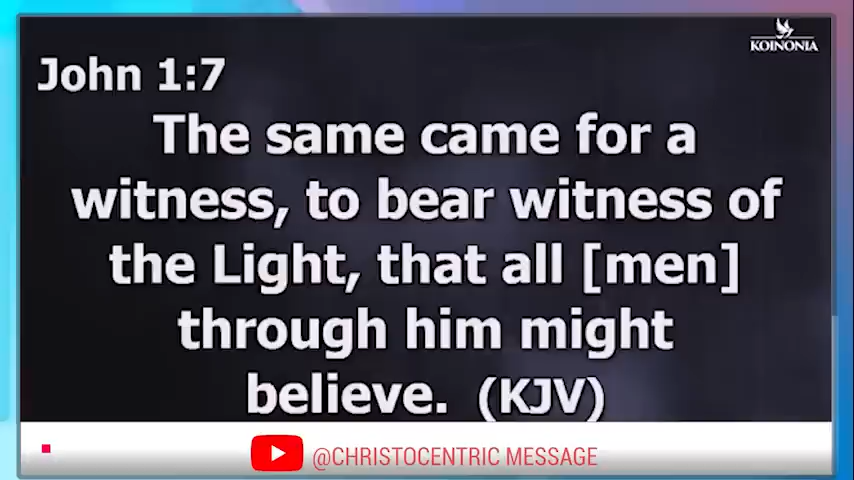 KOINONIA
John 1:7
The same came for a
witness, to bear witness of
the Light, that all [men]
through him might
believe. (KJV)
@CHRISTOCENTRIC MESSAGE